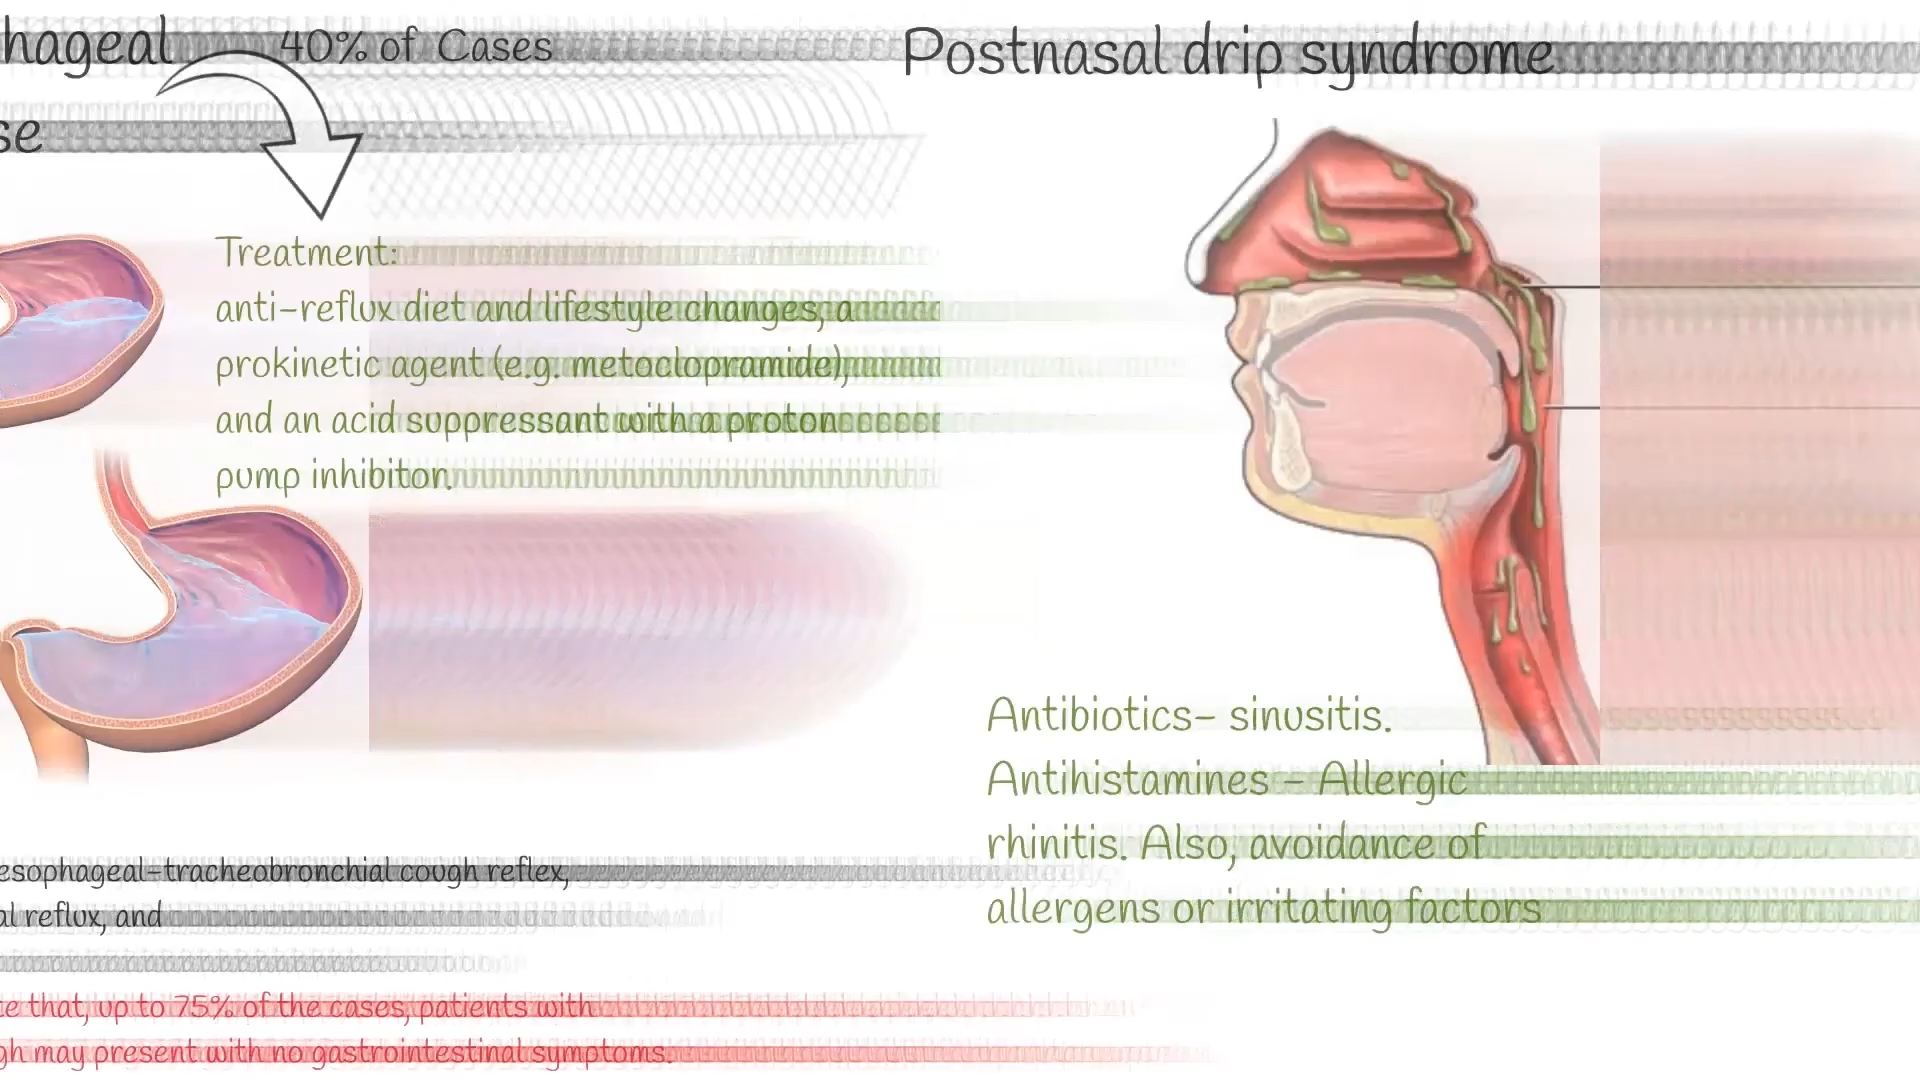 hageal
40% of Cases
se
Treatment:
anti-reflux diet and lifestyle changes, a
prokinetic agent (e.g. metoclopramide),
and an acid suppressant with a proton
pump inhibitor.
esophageal-tracheobronchial cough reflex,
al reflux, and
e that, up to 75% of the cases, patients with
gh may present with no gastrointestinal symptoms.
Postnasal drip syndrome
Antibiotics- sinusitis.
Antihistamines - Allergic
rhinitis. Also, avoidance of
allergens or irritating factors